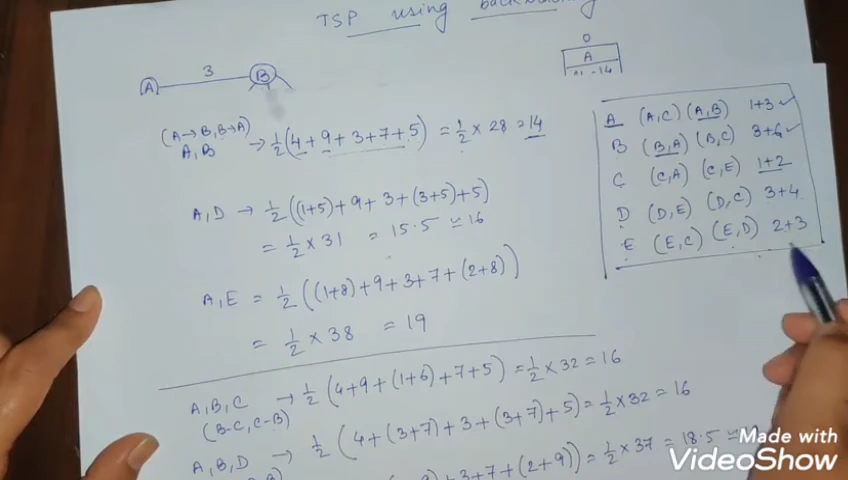 TSP using
0
A
3
A B
(A→B, B→A)
A,B → 1/2 (4+9+3+7+5) = 1/2 × 28 = 14
A (A,C) (A,B) 1+3 ✓
B (B,A) (B,C) 3+6 ✓
C (C,A) (C,E) 1+2
D (D,E) (D,C) 3+4
E (E,C) (E,D) 2+3
A,D → 1/2 ((1+5)+9+3+(3+5)+5)
= 1/2 × 31 = 15.5 ≃ 16
A,E = 1/2 ((1+8)+9+3+7+(2+8))
= 1/2 × 38 = 19
A,B,C → 1/2 (4+9+(1+6)+7+5) = 1/2 × 32 = 16
(B-C, C-B)
A,B,D → 1/2 (4+(3+7)+3+(3+7)+5) = 1/2 × 32 = 16
+3+7+(2+9)) = 1/2 × 37 = 18.5 ≃
Made with
VideoShow